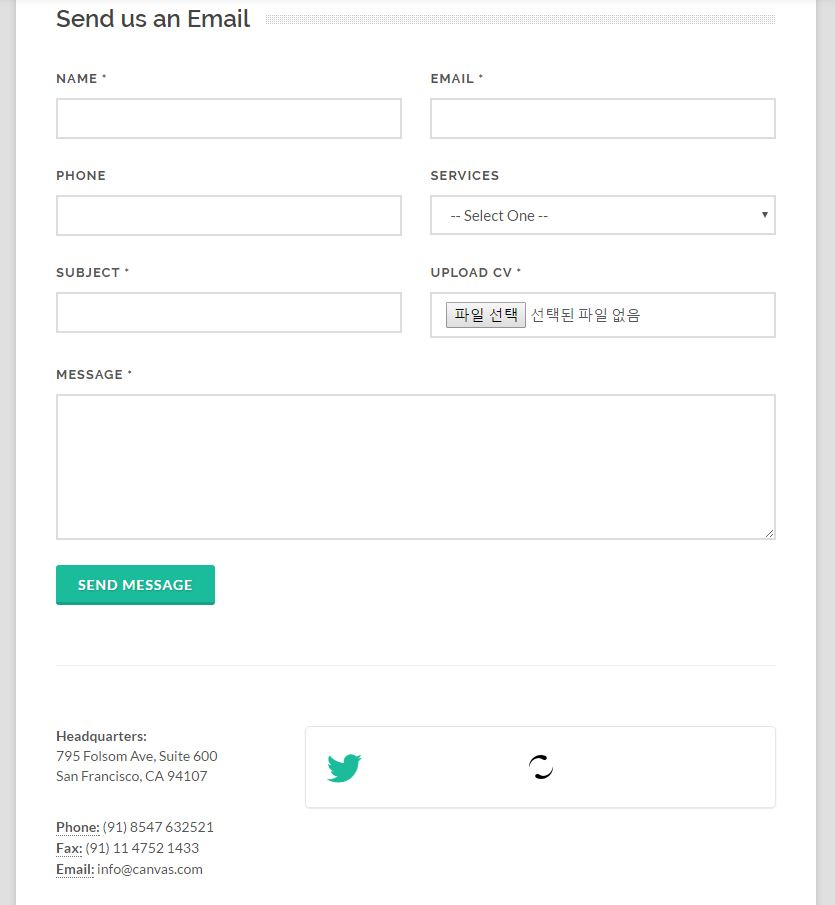 Send us an Email
NAME *
EMAIL *
PHONE
SERVICES
-- Select One --
SUBJECT *
UPLOAD CV *
파일 선택 선택된 파일 없음
MESSAGE *
SEND MESSAGE
Headquarters:
795 Folsom Ave, Suite 600
San Francisco, CA 94107
Phone: (91) 8547 632521
Fax: (91) 11 4752 1433
Email: info@canvas.com